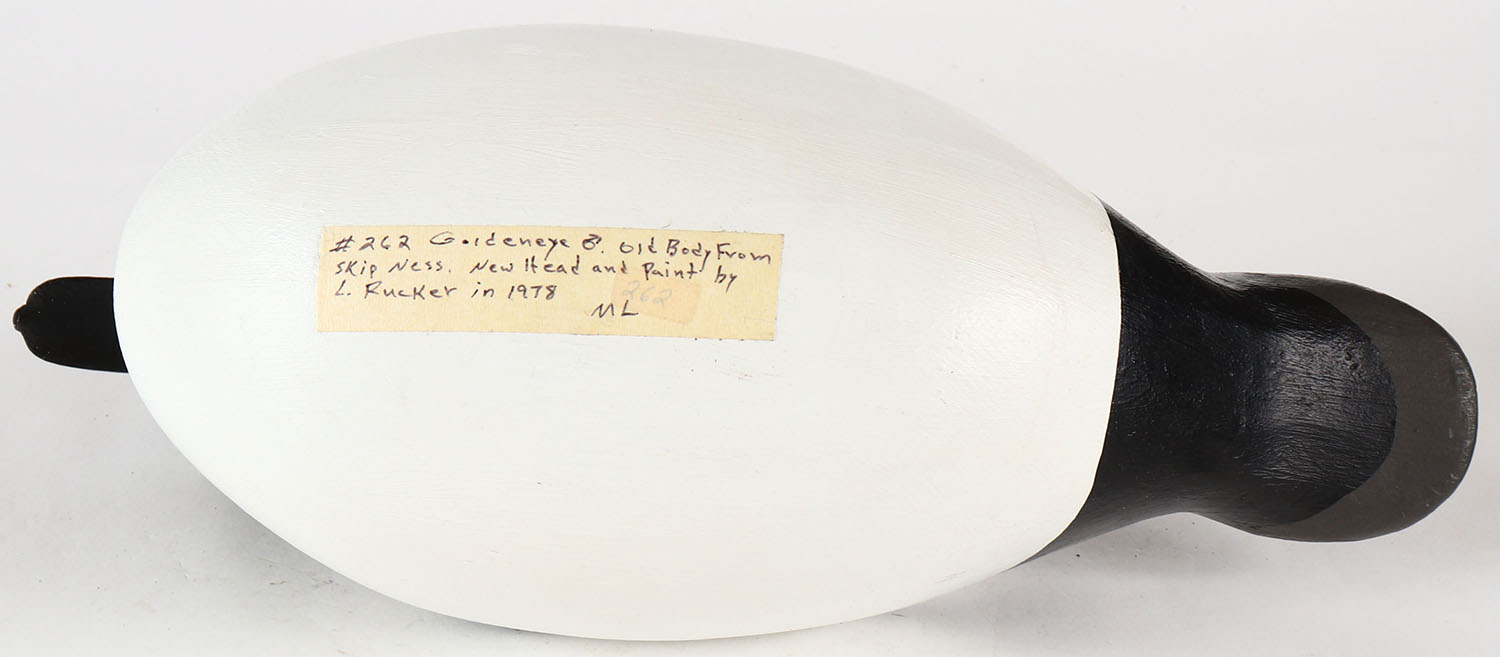 #262 Goldeneye ♂. Old Body From
Skip Ness. New Head and Paint by
L. Rucker in 1978
262
ML